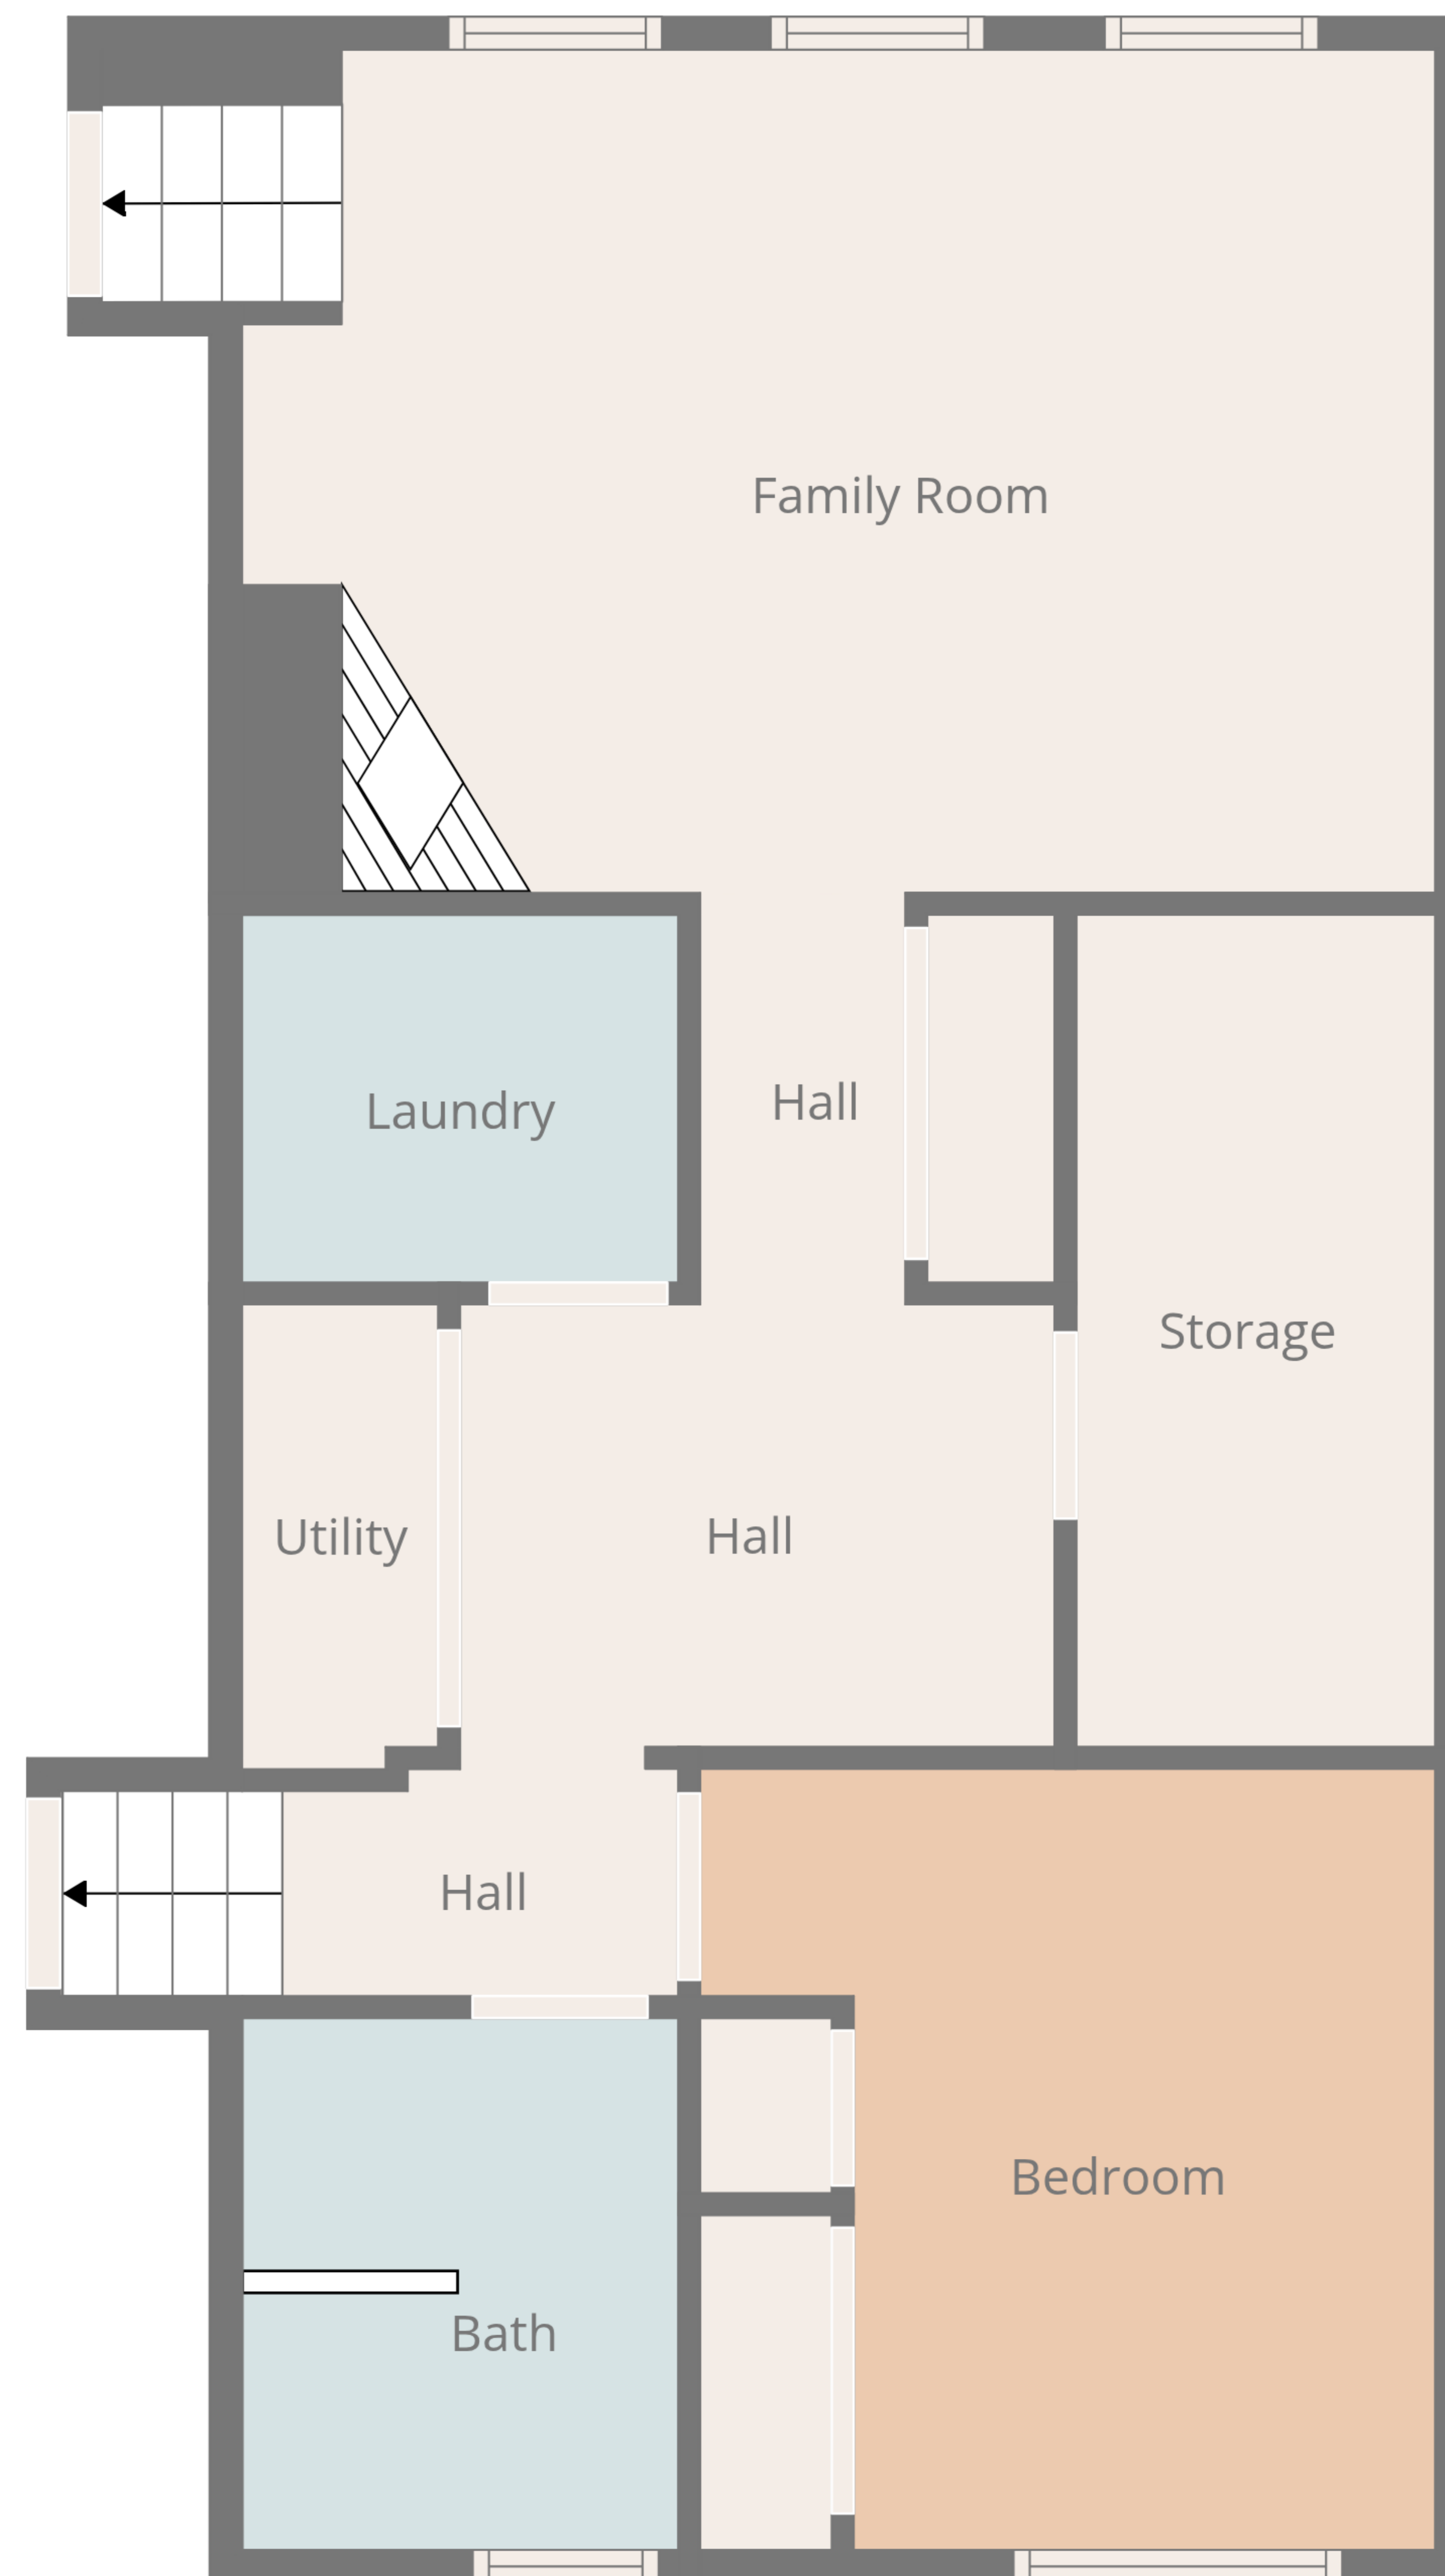 Family Room
Hall
Laundry
Storage
Utility
Hall
Hall
Bedroom
Bath